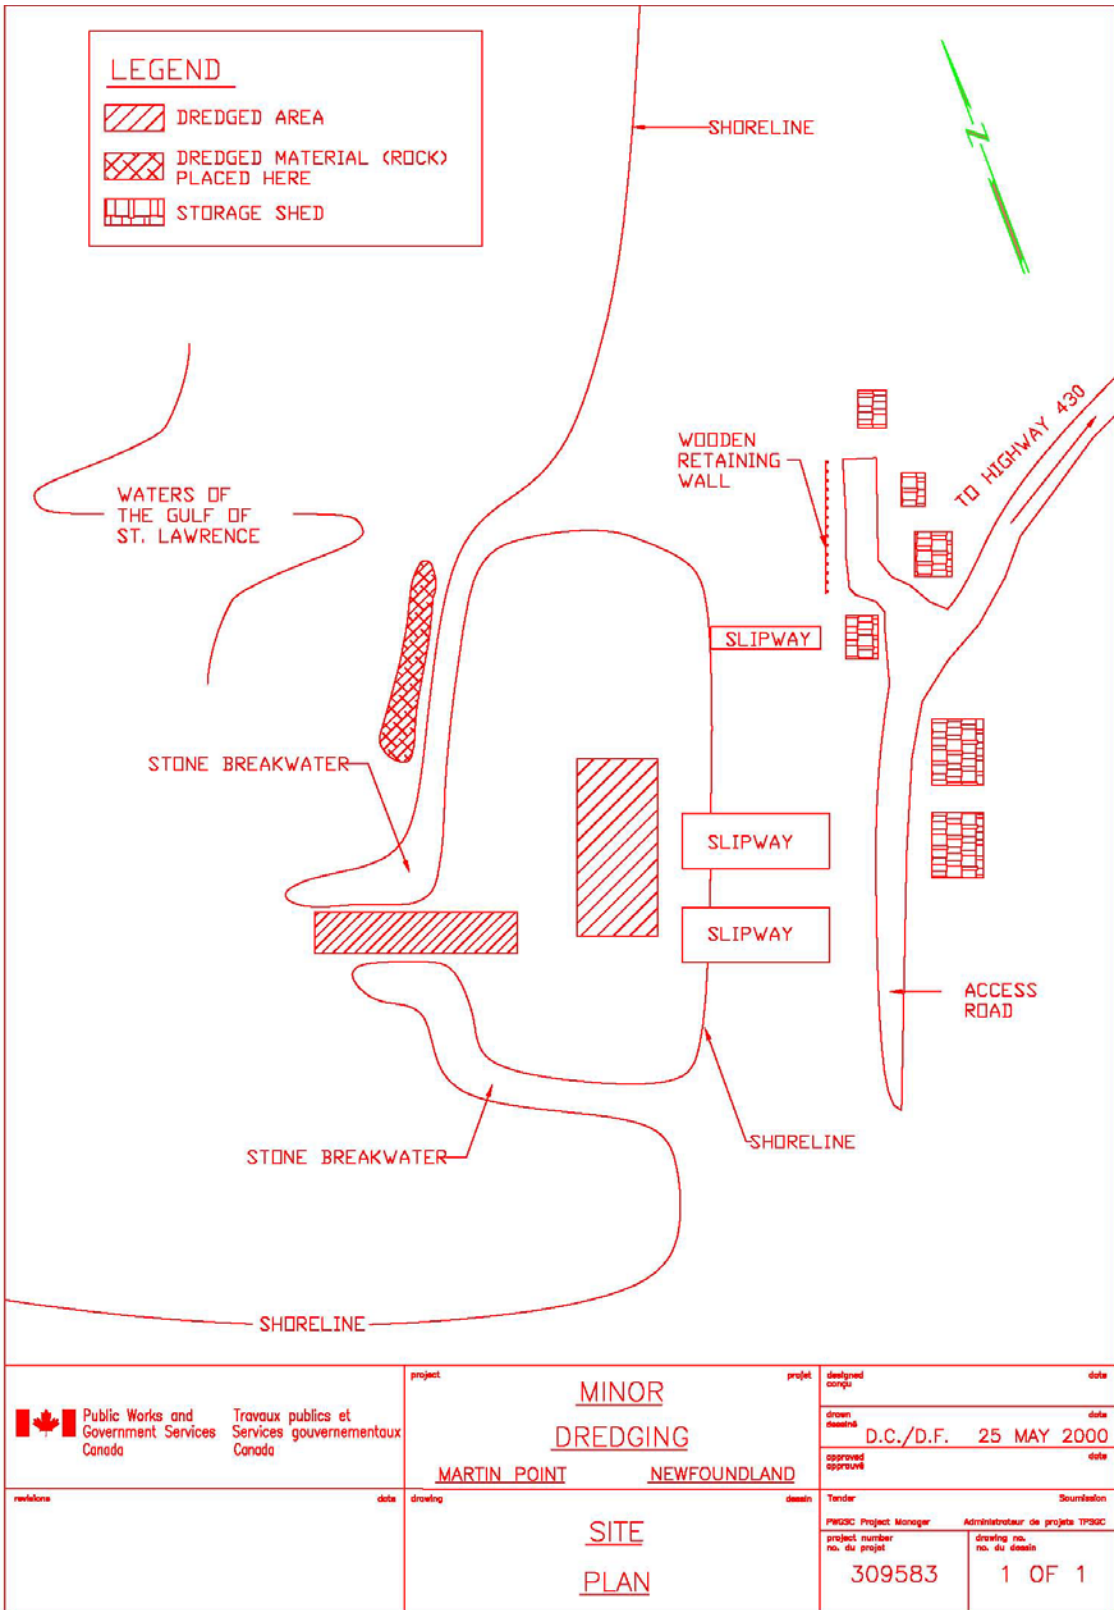 LEGEND
DREDGED AREA
DREDGED MATERIAL (ROCK)
PLACED HERE
STORAGE SHED
SHORELINE
N
WATERS OF
THE GULF OF
ST. LAWRENCE
WOODEN
RETAINING
WALL
TO HIGHWAY 430
SLIPWAY
STONE BREAKWATER
SLIPWAY
SLIPWAY
ACCESS
ROAD
STONE BREAKWATER
SHORELINE
SHORELINE
Public Works and
Government Services
Canada
Travaux publics et
Services gouvernementaux
Canada
project projet
MINOR
DREDGING
MARTIN POINT NEWFOUNDLAND
designed date
conçu
drawn date
dessiné
D.C./D.F. 25 MAY 2000
approved date
approuvé
revisions date
drawing dessin
SITE
PLAN
Tender Soumission
PWGSC Project Manager Administrateur de projets TPSGC
project number
no. du projet
309583
drawing no.
no. du dessin
1 OF 1